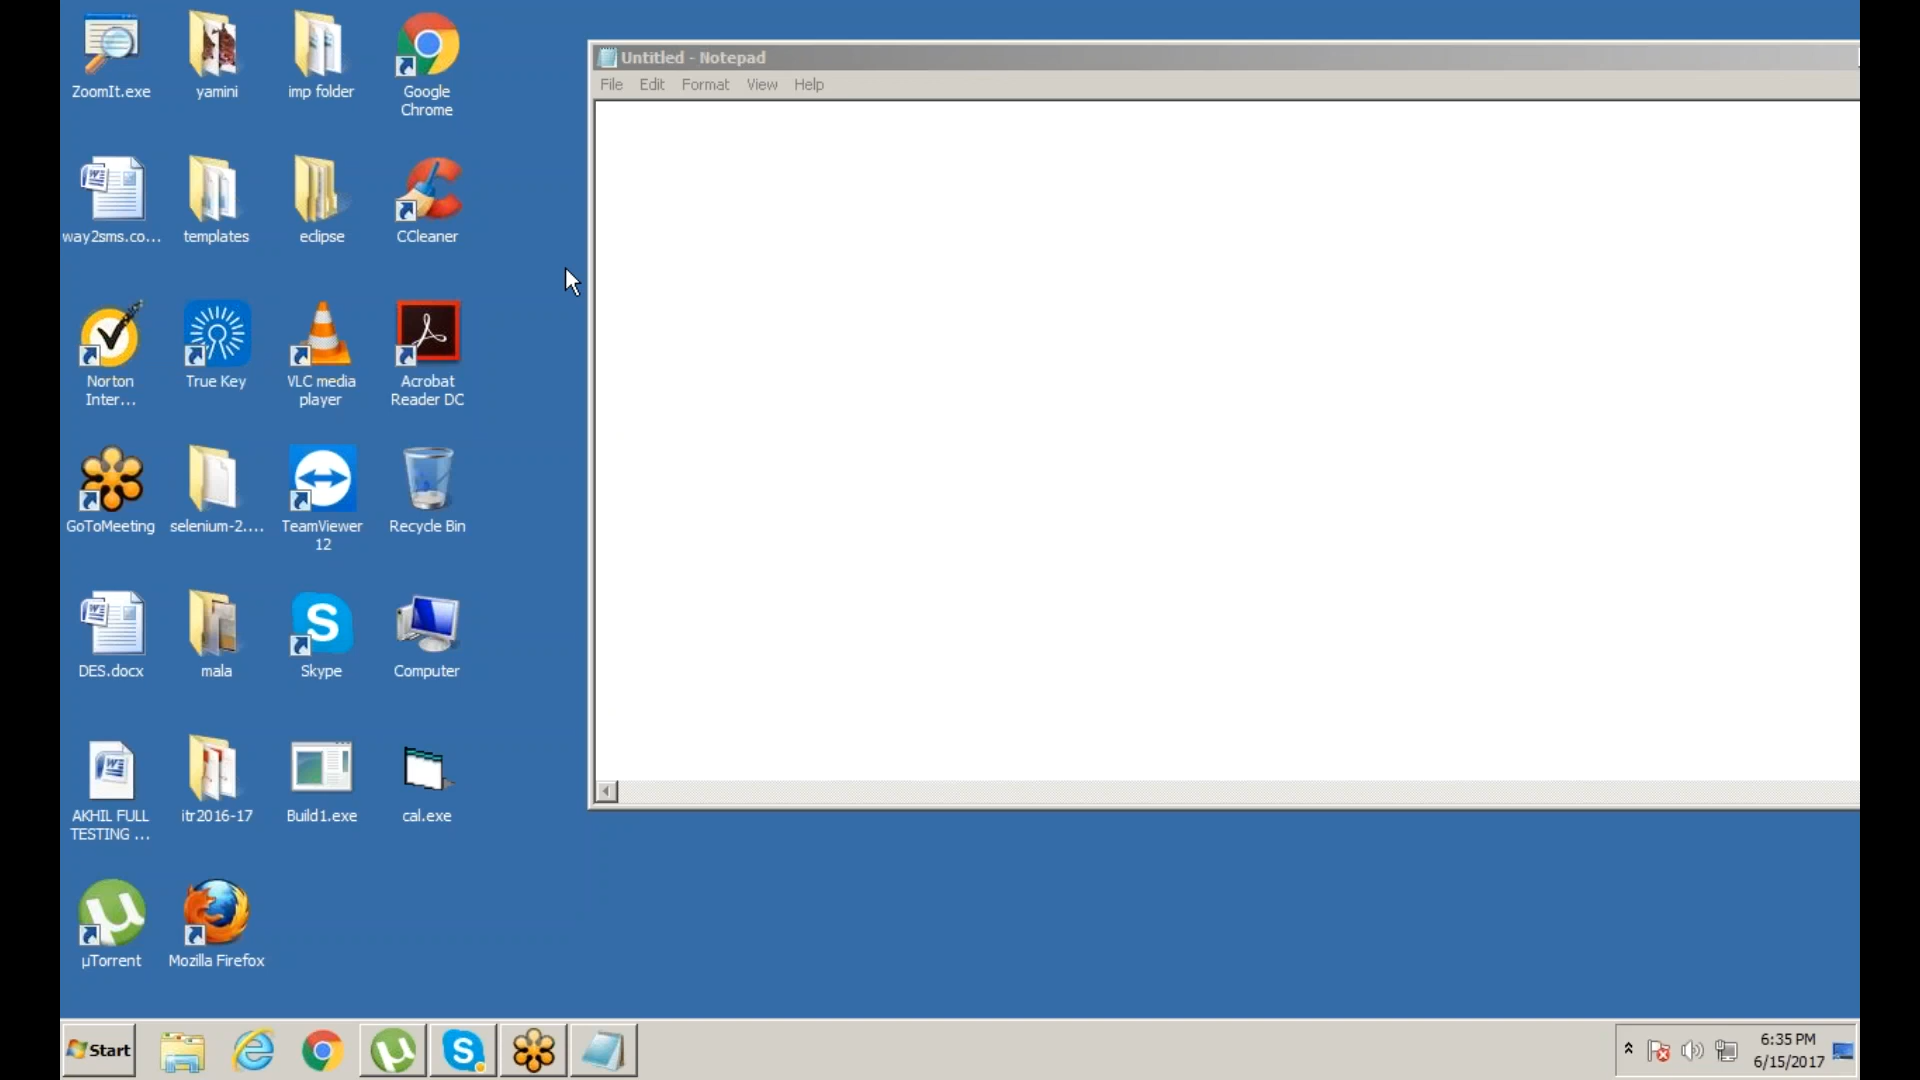 ZoomIt.exe
yamini
imp folder
Google
Chrome
way2sms.co...
templates
eclipse
CCleaner
Norton
Inter...
True Key
VLC media
player
Acrobat
Reader DC
GoToMeeting
selenium-2....
TeamViewer
12
Recycle Bin
DES.docx
mala
Skype
Computer
AKHIL FULL
TESTING ...
itr2016-17
Build1.exe
cal.exe
µTorrent
Mozilla Firefox
Untitled - Notepad
File Edit Format View Help
Start
6:35 PM
6/15/2017